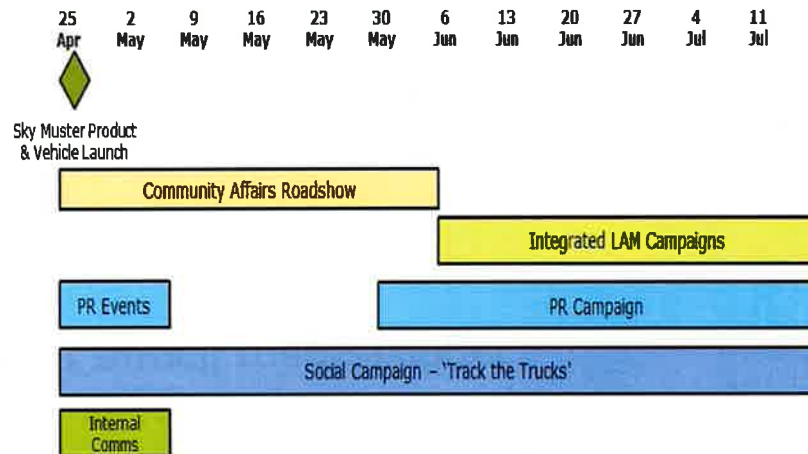 25 2 9 16 23 30 6 13 20 27 4 11
Apr May May May May May Jun Jun Jun Jun Jul Jul
Sky Muster Product
& Vehicle Launch
Community Affairs Roadshow
Integrated LAM Campaigns
PR Events PR Campaign
Social Campaign – ‘Track the Trucks’
Internal
Comms